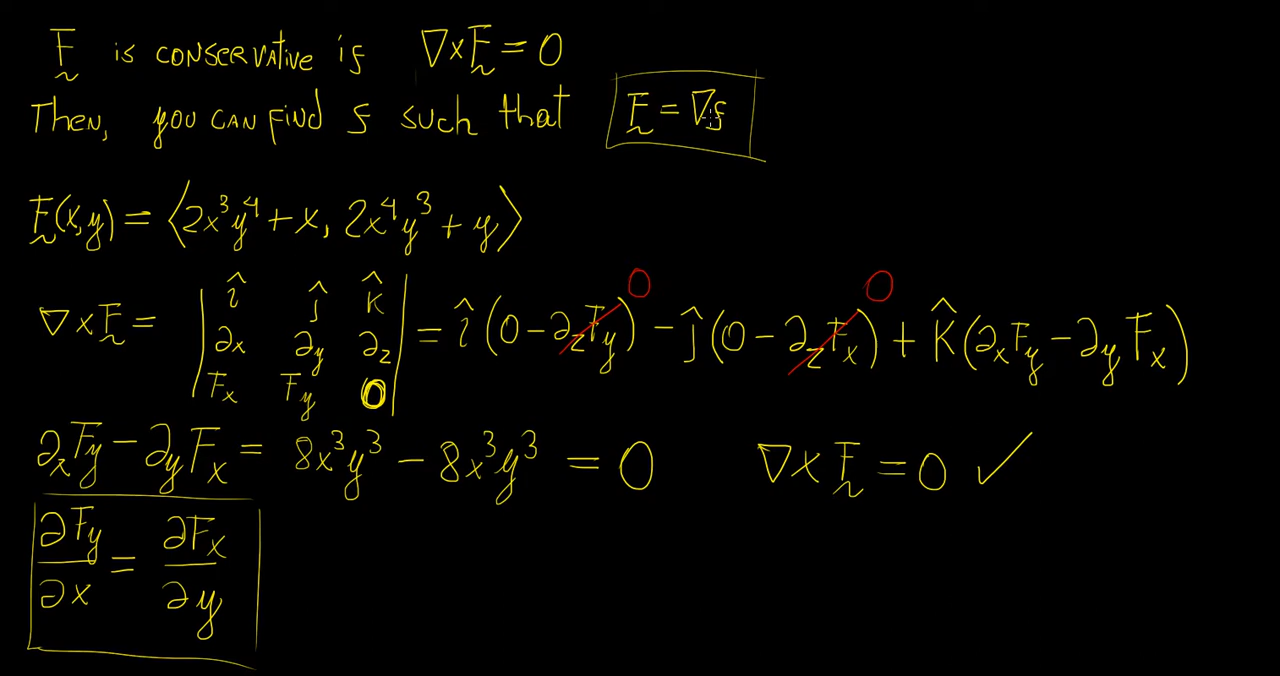 F is conservative if ∇×F = 0
Then, you can find f such that F = ∇f
F(x,y) = ⟨2x³y⁴ + x, 2x⁴y³ + y⟩
∇×F = | î ĵ k̂ | = î(0 − ∂zFy) 0 − ĵ(0 − ∂zFx) 0 + k̂(∂xFy − ∂yFx)
∂x ∂y ∂z
Fx Fy 0
∂xFy − ∂yFx = 8x³y³ − 8x³y³ = 0 ∇×F = 0 ✓
∂Fy/∂x = ∂Fx/∂y